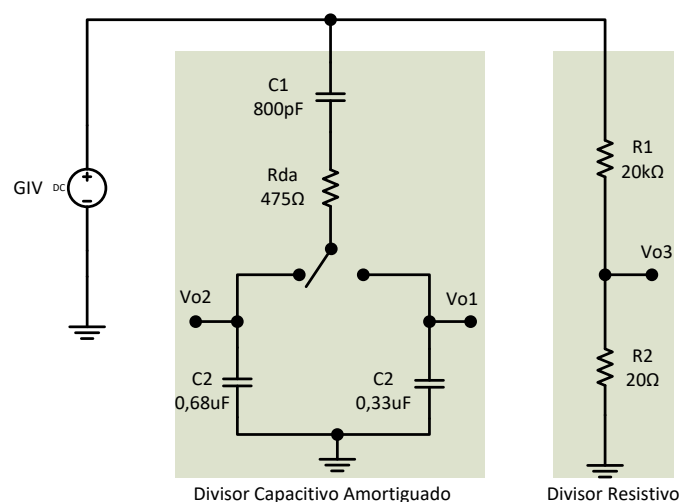 C1
800pF
Rda
475Ω
R1
20kΩ
GIV
DC
Vo3
Vo2
Vo1
C2
0,68uF
C2
0,33uF
R2
20Ω
Divisor Capacitivo Amortiguado
Divisor Resistivo